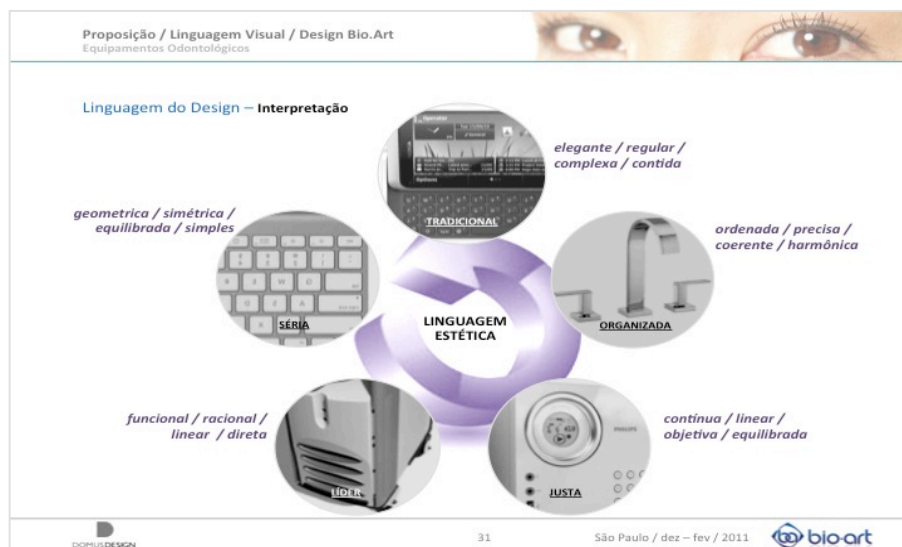 Proposição / Linguagem Visual / Design Bio.Art
Equipamentos Odontológicos
Linguagem do Design – Interpretação
elegante / regular /
complexa / contida
TRADICIONAL
geometrica / simétrica /
equilibrada / simples
ordenada / precisa /
coerente / harmônica
SÉRIA
LINGUAGEM
ESTÉTICA
ORGANIZADA
funcional / racional /
linear / direta
contínua / linear /
objetiva / equilibrada
PHILIPS
LÍDER
JUSTA
DOMUSDESIGN
31
São Paulo / dez – fev / 2011
bio-art